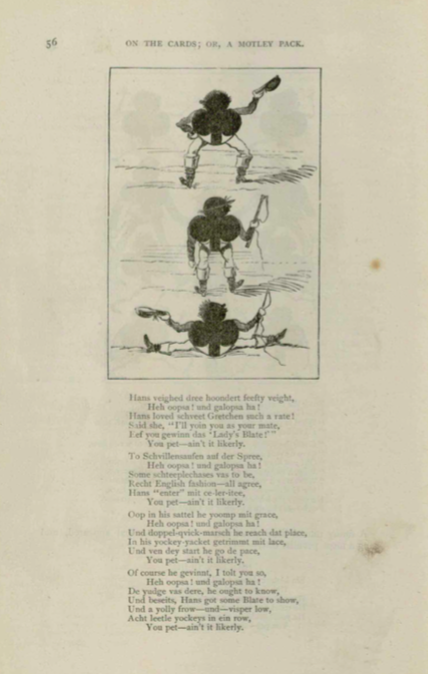 56
ON THE CARDS; OR, A MOTLEY PACK.
Hans veighed dree hoondert feefty veight,
Heh oopsa! und galopsa ha!
Hans loved schveet Gretchen such a rate!
Said she, "I'll yoin you as your mate,
Eef you gewinn das 'Lady's Blate!'"
You pet—ain't it likerly.
To Schvillensaufen auf der Spree,
Heh oopsa! und galopsa ha!
Some schteeplechases vas to be,
Recht English fashion—all agree,
Hans "enter" mit ce-ler-itee,
You pet—ain't it likerly.
Oop in his sattel he yoomp mit grace,
Heh oopsa! und galopsa ha!
Und doppel-qvick-marsch he reach dat place,
In his yockey-yacket getrimmt mit lace,
Und ven dey start he go de pace,
You pet—ain't it likerly.
Of course he gevinnt, I tolt you so,
Heh oopsa! und galopsa ha!
De yudge vas dere, he ought to know,
Und beseits, Hans got some Blate to show,
Und a yolly frow—und—visper low,
Acht leetle yockeys in ein row,
You pet—ain't it likerly.